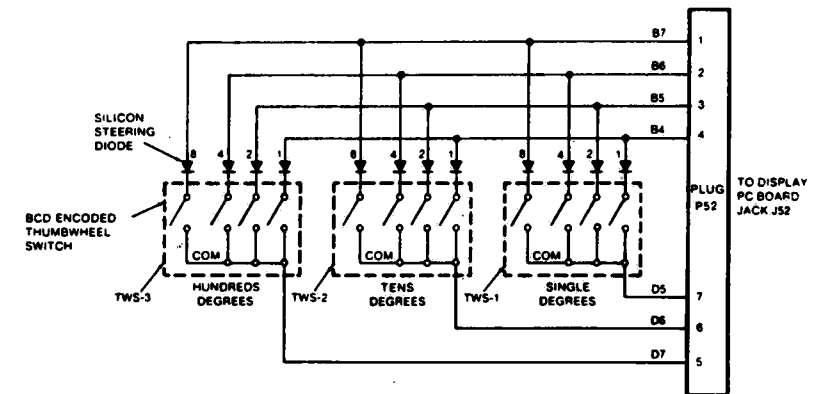 B7
1
B6
2
B5
3
B4
4
SILICON
STEERING
DIODE
8 4 2 1
8 4 2 1
8 4 2 1
PLUG
P52
TO DISPLAY
PC BOARD
JACK J52
BCD ENCODED
THUMBWHEEL
SWITCH
COM
COM
COM
TWS-3
HUNDREDS
DEGREES
TWS-2
TENS
DEGREES
TWS-1
SINGLE
DEGREES
D5
7
D6
6
D7
5